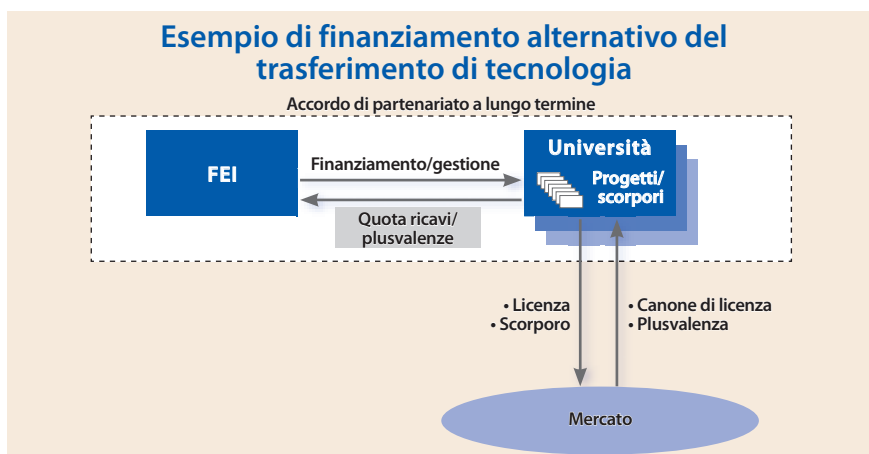 Esempio di finanziamento alternativo del
trasferimento di tecnologia
Accordo di partenariato a lungo termine
FEI
Finanziamento/gestione
Quota ricavi/
plusvalenze
Università
Progetti/
scorpori
• Licenza
• Scorporo
• Canone di licenza
• Plusvalenza
Mercato